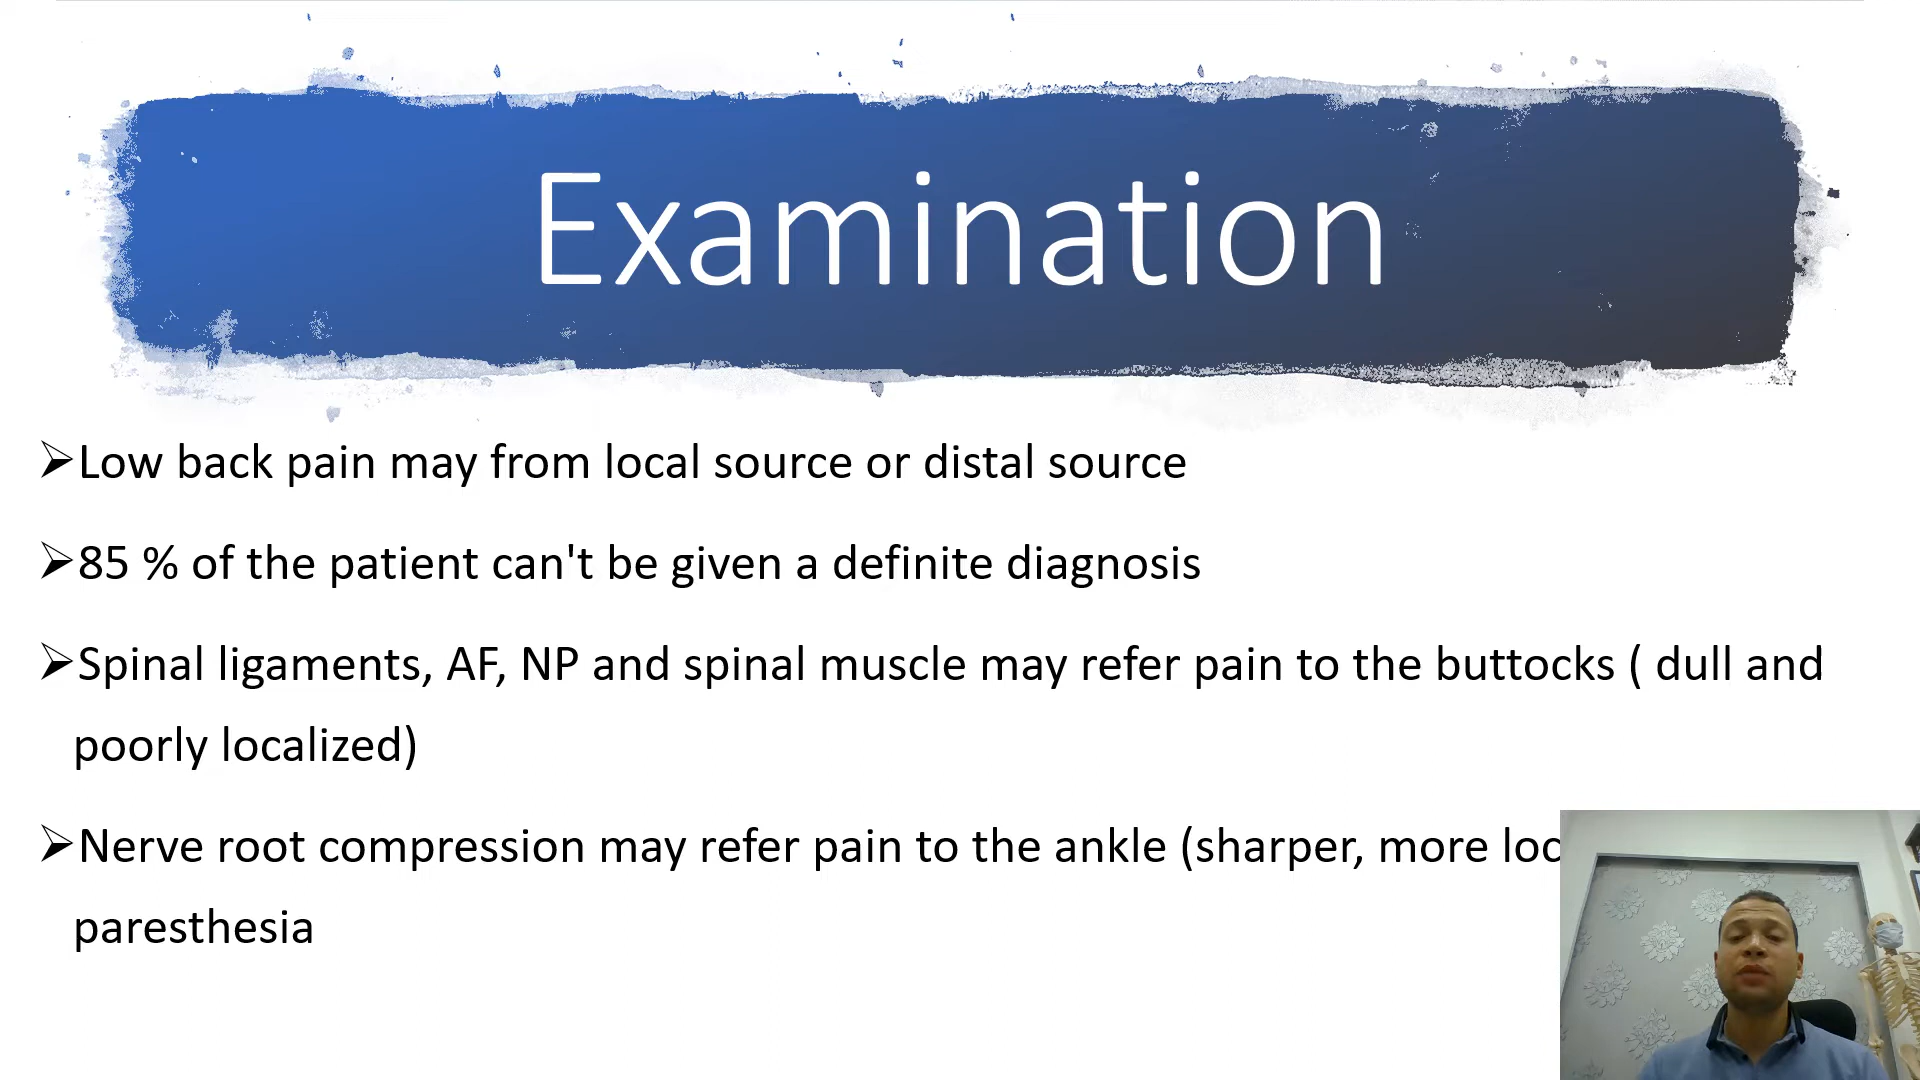 Examination
➢Low back pain may from local source or distal source
➢85 % of the patient can't be given a definite diagnosis
➢Spinal ligaments, AF, NP and spinal muscle may refer pain to the buttocks ( dull and
poorly localized)
➢Nerve root compression may refer pain to the ankle (sharper, more
paresthesia